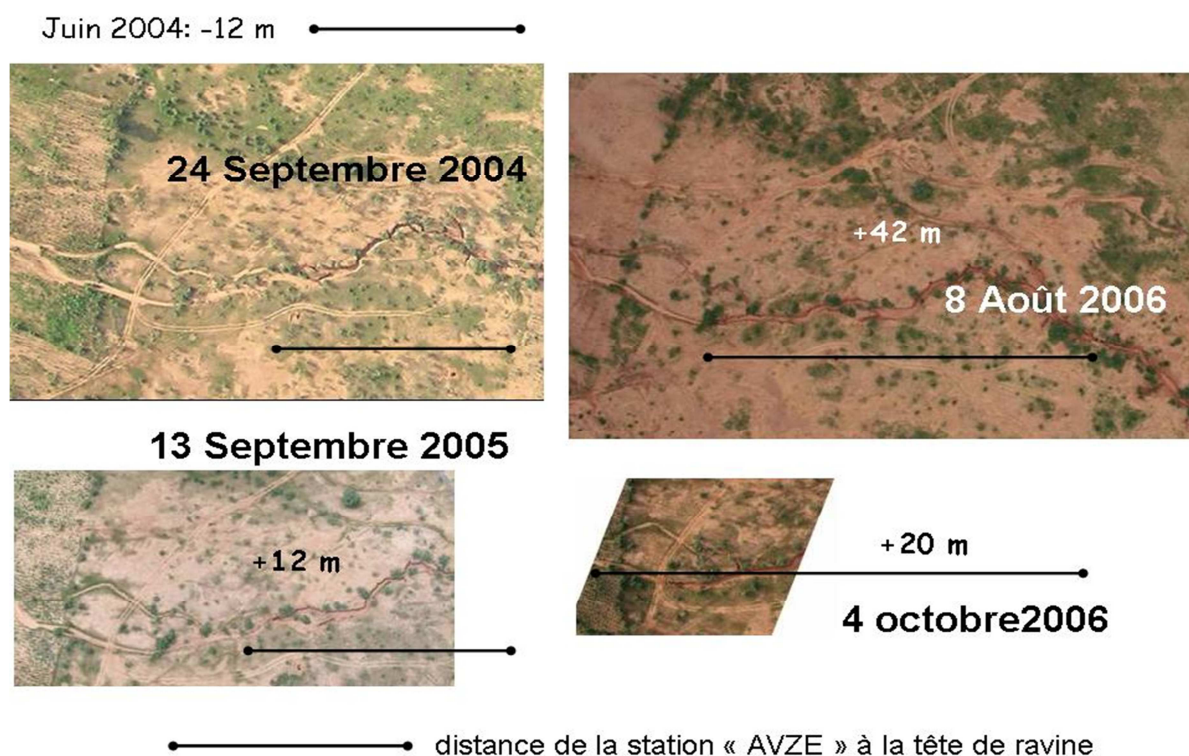 Juin 2004: -12 m
24 Septembre 2004
+42 m
8 Août 2006
13 Septembre 2005
+12 m
+20 m
4 octobre2006
distance de la station « AVZE » à la tête de ravine